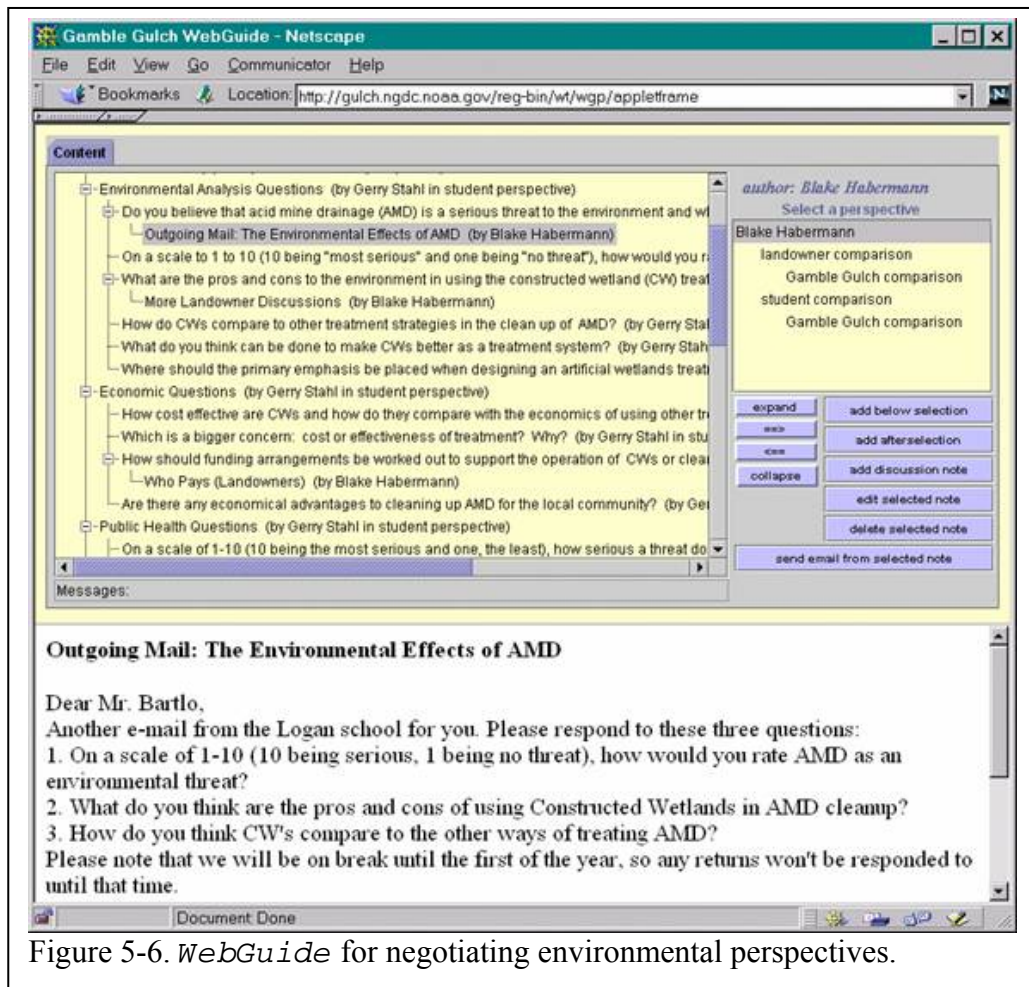 Gamble Gulch WebGuide - Netscape
File Edit View Go Communicator Help
Bookmarks Location: http://gulch.ngdc.noaa.gov/reg-bin/wt/wgp/appletframe
Content
Environmental Analysis Questions (by Gerry Stahl in student perspective)
Do you believe that acid mine drainage (AMD) is a serious threat to the environment and wl
Outgoing Mail: The Environmental Effects of AMD (by Blake Habermann)
On a scale to 1 to 10 (10 being "most serious" and one being "no threat), how would you ra
What are the pros and cons to the environment in using the constructed wetland (CW) treat
More Landowner Discussions (by Blake Habermann)
How do CWs compare to other treatment strategies in the clean up of AMD? (by Gerry Stal
What do you think can be done to make CWs better as a treatment system? (by Gerry Stah
Where should the primary emphasis be placed when designing an artificial wetlands treat
Economic Questions (by Gerry Stahl in student perspective)
How cost effective are CWs and how do they compare with the economics of using other tr
Which is a bigger concern: cost or effectiveness of treatment? Why? (by Gerry Stahl in stu
How should funding arrangements be worked out to support the operation of CWs or clear
Who Pays (Landowners) (by Blake Habermann)
Are there any economical advantages to cleaning up AMD for the local community? (by Ger
Public Health Questions (by Gerry Stahl in student perspective)
On a scale of 1-10 (10 being the most serious and one, the least), how serious a threat do
Messages:
author: Blake Habermann
Select a perspective
Blake Habermann
landowner comparison
Gamble Gulch comparison
student comparison
Gamble Gulch comparison
expand
==>
<==
collapse
add below selection
add afterselection
add discussion note
edit selected note
delete selected note
send email from selected note
Outgoing Mail: The Environmental Effects of AMD
Dear Mr. Bartlo,
Another e-mail from the Logan school for you. Please respond to these three questions:
1. On a scale of 1-10 (10 being serious, 1 being no threat), how would you rate AMD as an
environmental threat?
2. What do you think are the pros and cons of using Constructed Wetlands in AMD cleanup?
3. How do you think CW's compare to the other ways of treating AMD?
Please note that we will be on break until the first of the year, so any returns won't be responded to
until that time.
Document: Done
Figure 5-6. WebGuide for negotiating environmental perspectives.